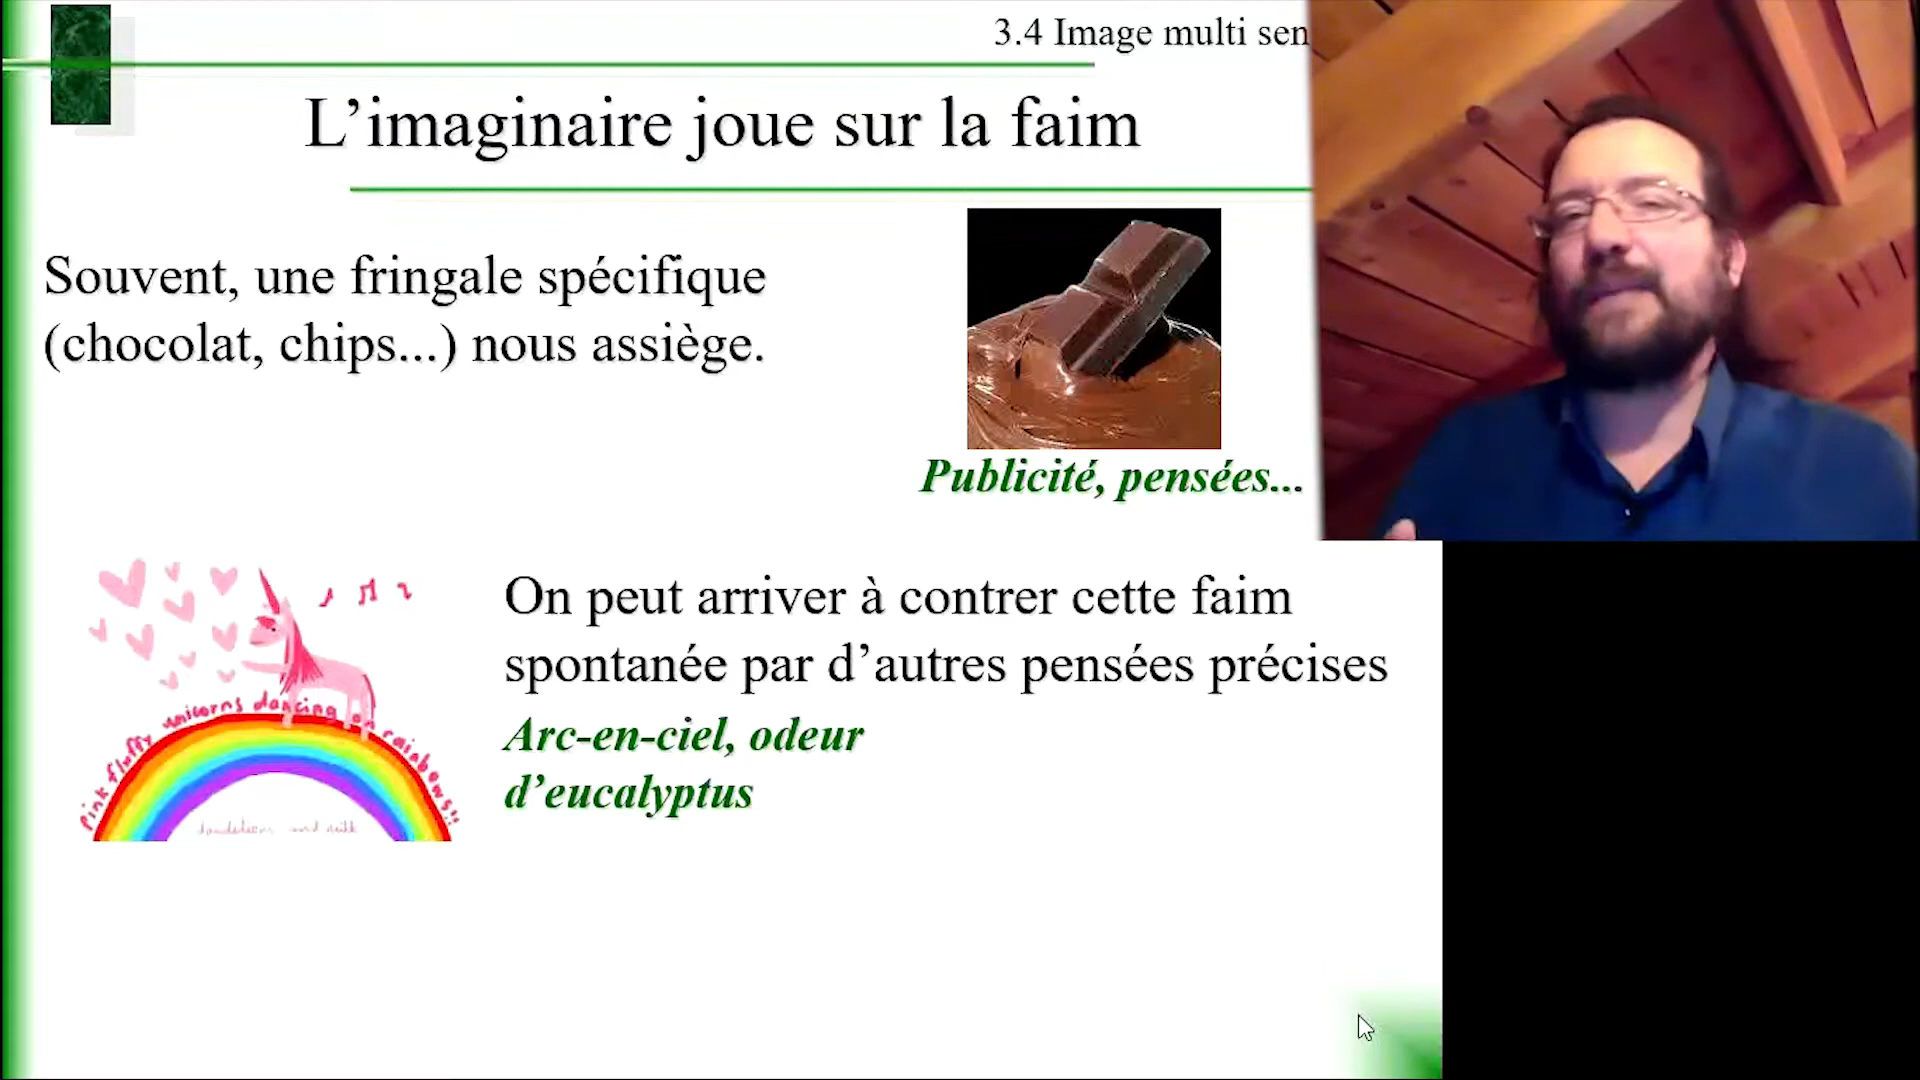 3.4 Image multi sen
L’imaginaire joue sur la faim
Souvent, une fringale spécifique
(chocolat, chips...) nous assiège.
Publicité, pensées...
On peut arriver à contrer cette faim
spontanée par d’autres pensées précises
Arc-en-ciel, odeur
d’eucalyptus
pink fluffy unicorns dancing on rainbows!!